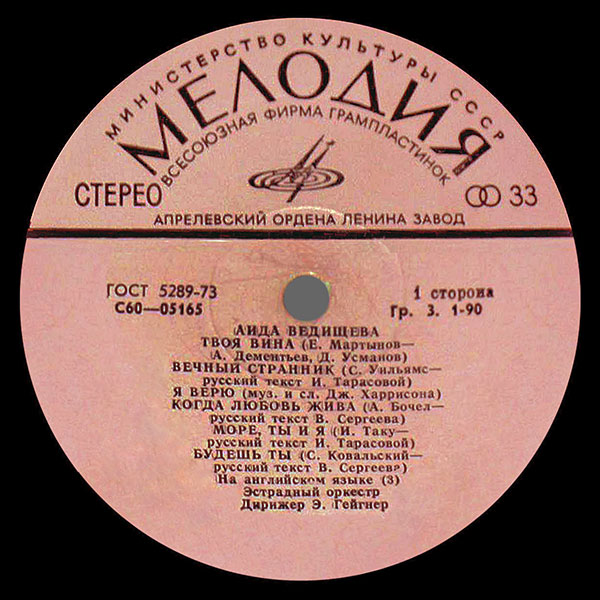 МИНИСТЕРСТВО КУЛЬТУРЫ СССР
МЕЛОДИЯ
ВСЕСОЮЗНАЯ ФИРМА ГРАМПЛАСТИНОК
СТЕРЕО 33
АПРЕЛЕВСКИЙ ОРДЕНА ЛЕНИНА ЗАВОД
ГОСТ 5289-73 1 сторона
С60—05165 Гр. 3. 1-90
АИДА ВЕДИЩЕВА
ТВОЯ ВИНА (Е. Мартынов—
А. Дементьев, Д. Усманов)
ВЕЧНЫЙ СТРАННИК (С. Уильямс—
русский текст И. Тарасовой)
Я ВЕРЮ (муз. и сл. Дж. Харрисона)
КОГДА ЛЮБОВЬ ЖИВА (А. Бочел—
русский текст В. Сергеева)
МОРЕ, ТЫ И Я (И. Таку—
русский текст И. Тарасовой)
БУДЕШЬ ТЫ (С. Ковальский—
русский текст В. Сергеева)
На английском языке (3)
Эстрадный оркестр
Дирижер Э. Гейгнер